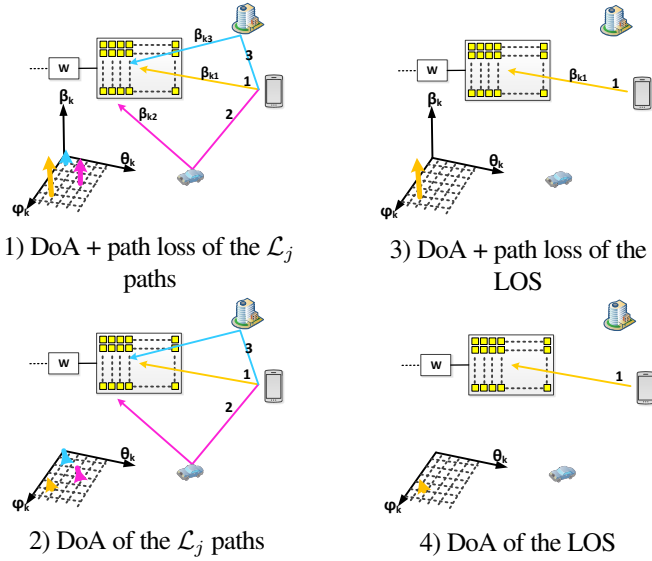 β_k3
3
W
β_k1
1
β_k2
2
β_k
θ_k
φ_k
1) DoA + path loss of the ℒ_j
paths
β_k1
1
W
β_k
θ_k
φ_k
3) DoA + path loss of the
LOS
3
W
1
2
θ_k
φ_k
2) DoA of the ℒ_j paths
W
1
θ_k
φ_k
4) DoA of the LOS